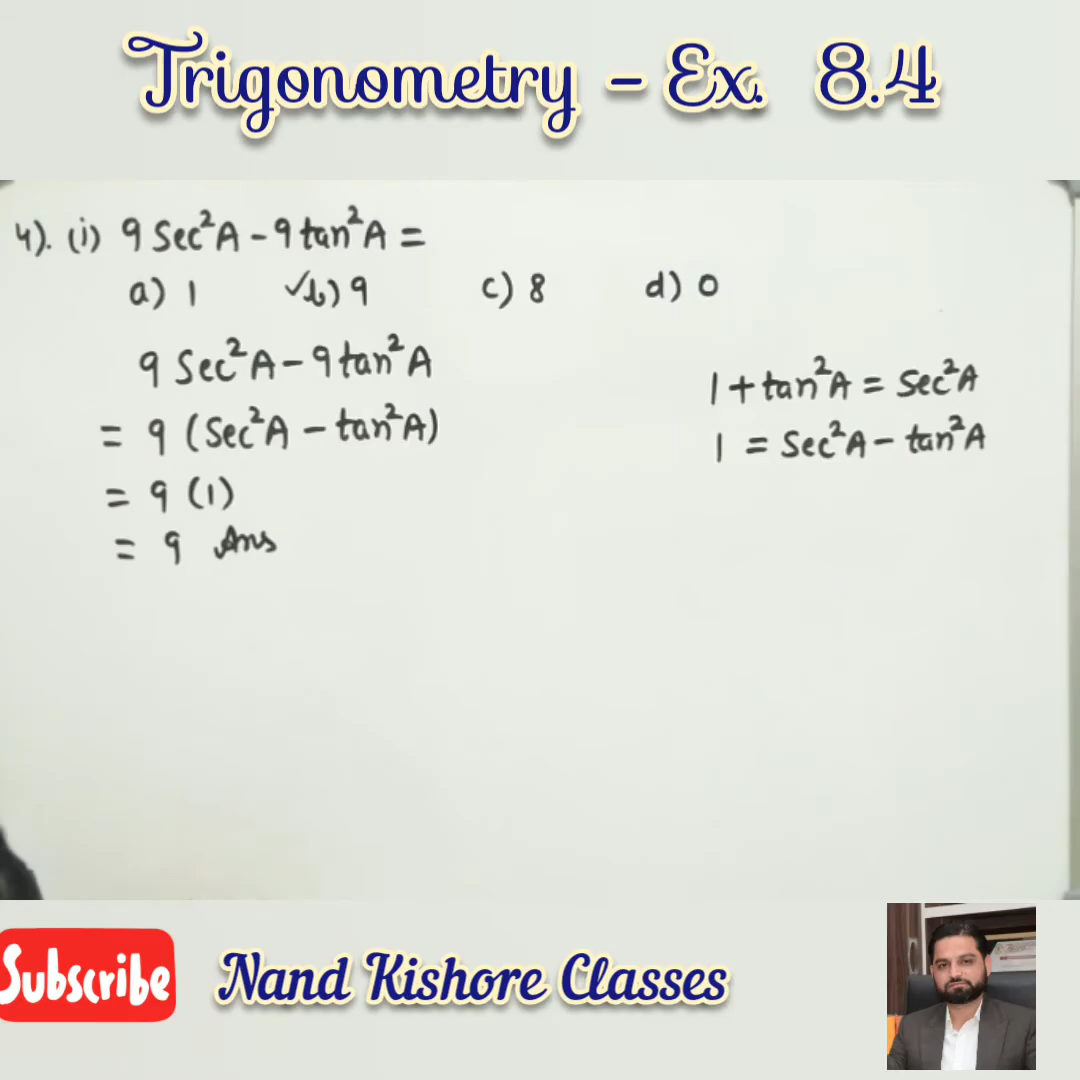 Trigonometry - Ex. 8.4
4). (i) 9 Sec²A - 9 tan²A =
a) 1 ✓b) 9 c) 8 d) 0
9 Sec²A - 9 tan²A
= 9 (Sec²A - tan²A)
= 9 (1)
= 9 Ans
1 + tan²A = Sec²A
1 = Sec²A - tan²A
Subscribe
Nand Kishore Classes